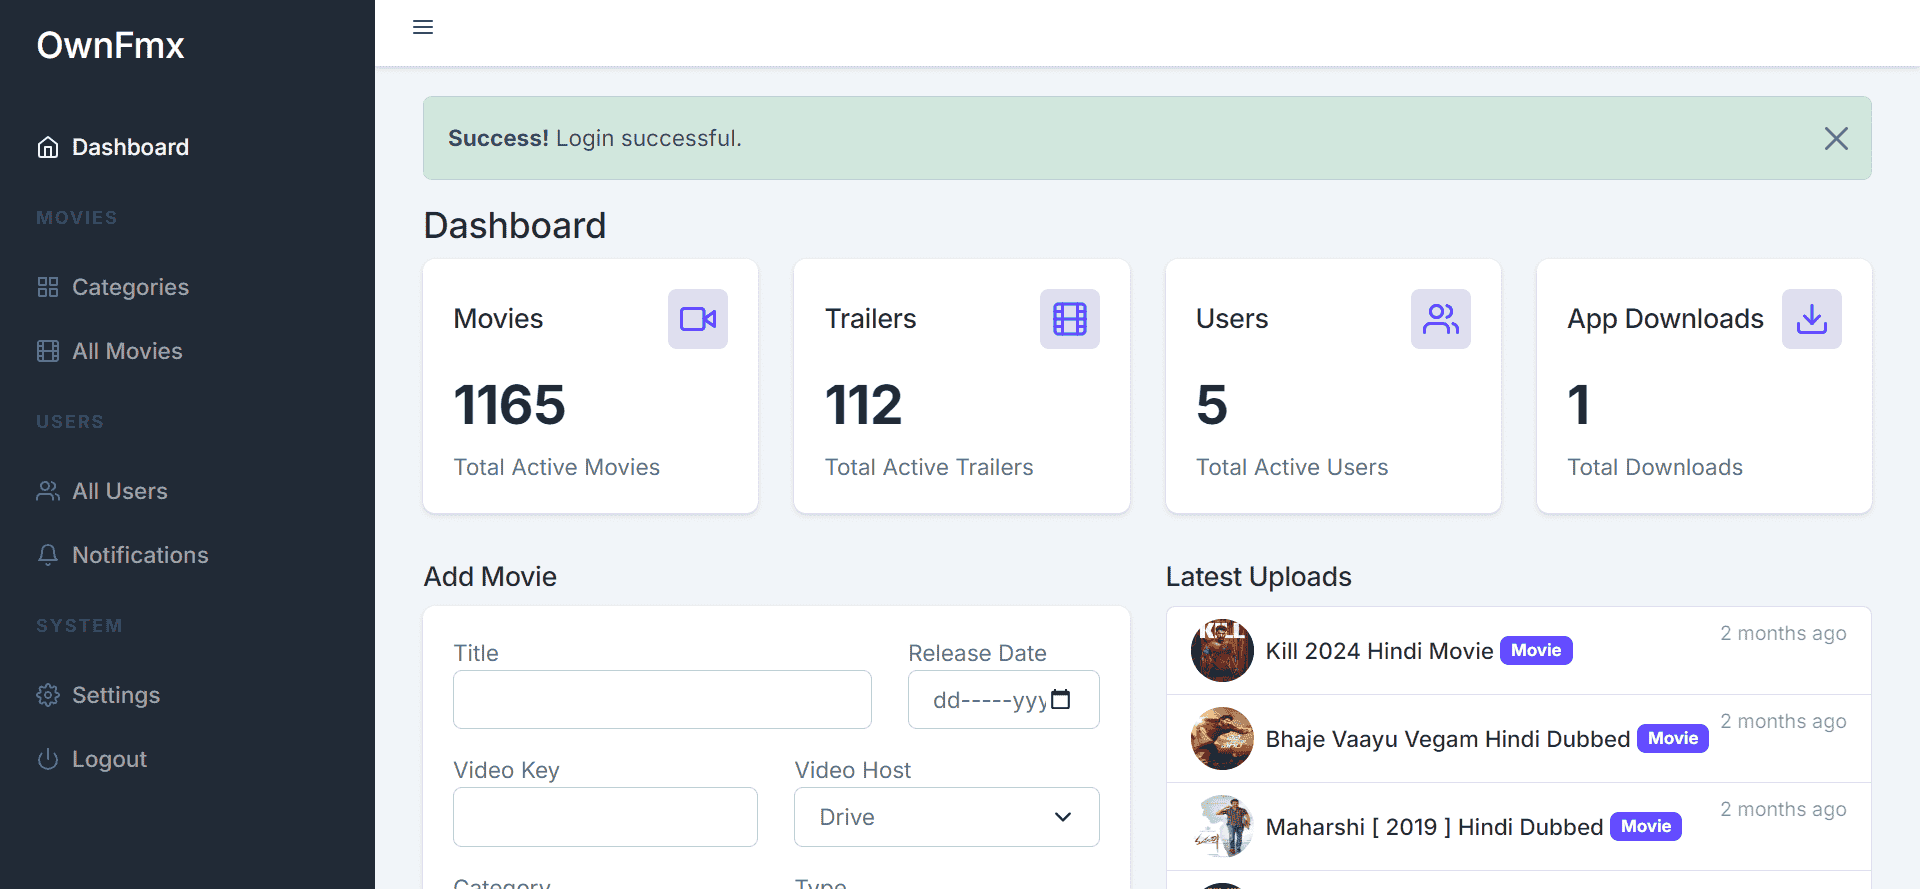 OwnFmx
Dashboard
MOVIES
Categories
All Movies
USERS
All Users
Notifications
SYSTEM
Settings
Logout
Success! Login successful.
Dashboard
Movies
1165
Total Active Movies
Trailers
112
Total Active Trailers
Users
5
Total Active Users
App Downloads
1
Total Downloads
Add Movie
Title
Release Date
dd-----yyy
Video Key
Video Host
Drive
Category
Type
Latest Uploads
KILL
Kill 2024 Hindi Movie Movie
2 months ago
Bhaje Vaayu Vegam Hindi Dubbed Movie
2 months ago
Maharshi [ 2019 ] Hindi Dubbed Movie
2 months ago